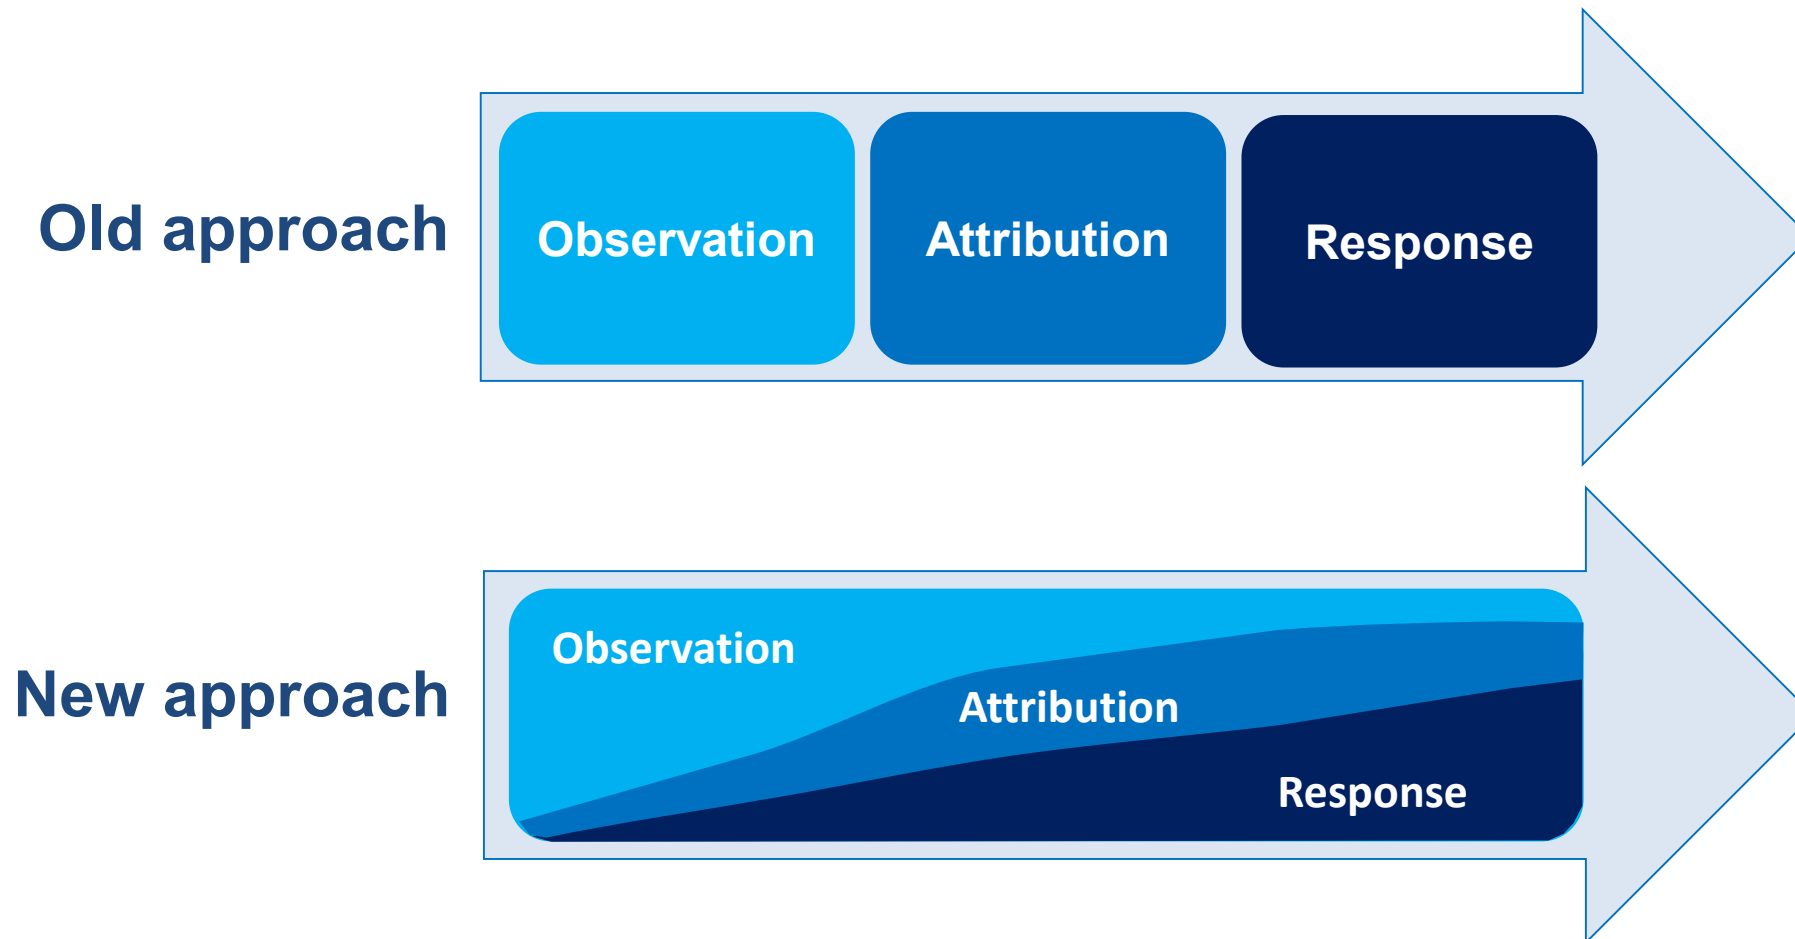 Old approach
Observation
Attribution
Response
New approach
Observation
Attribution
Response